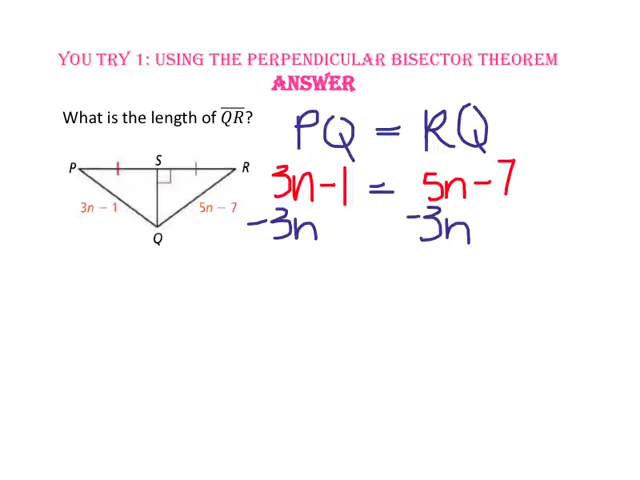 YOU TRY 1: USING THE PERPENDICULAR BISECTOR THEOREM
ANSWER
What is the length of Q̅R̅?
PQ = RQ
P S R
3n − 1 = 5n − 7
3n − 1 5n − 7
−3n −3n
Q